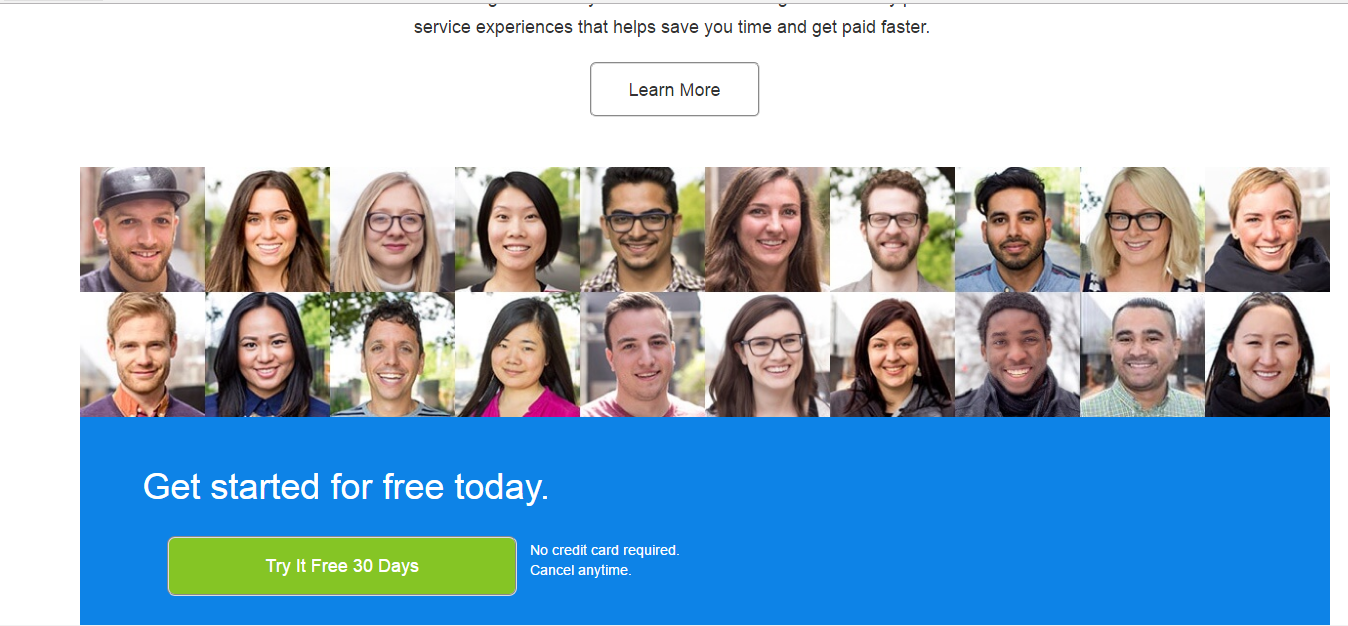 service experiences that helps save you time and get paid faster.
Learn More
Get started for free today.
Try It Free 30 Days
No credit card required.
Cancel anytime.